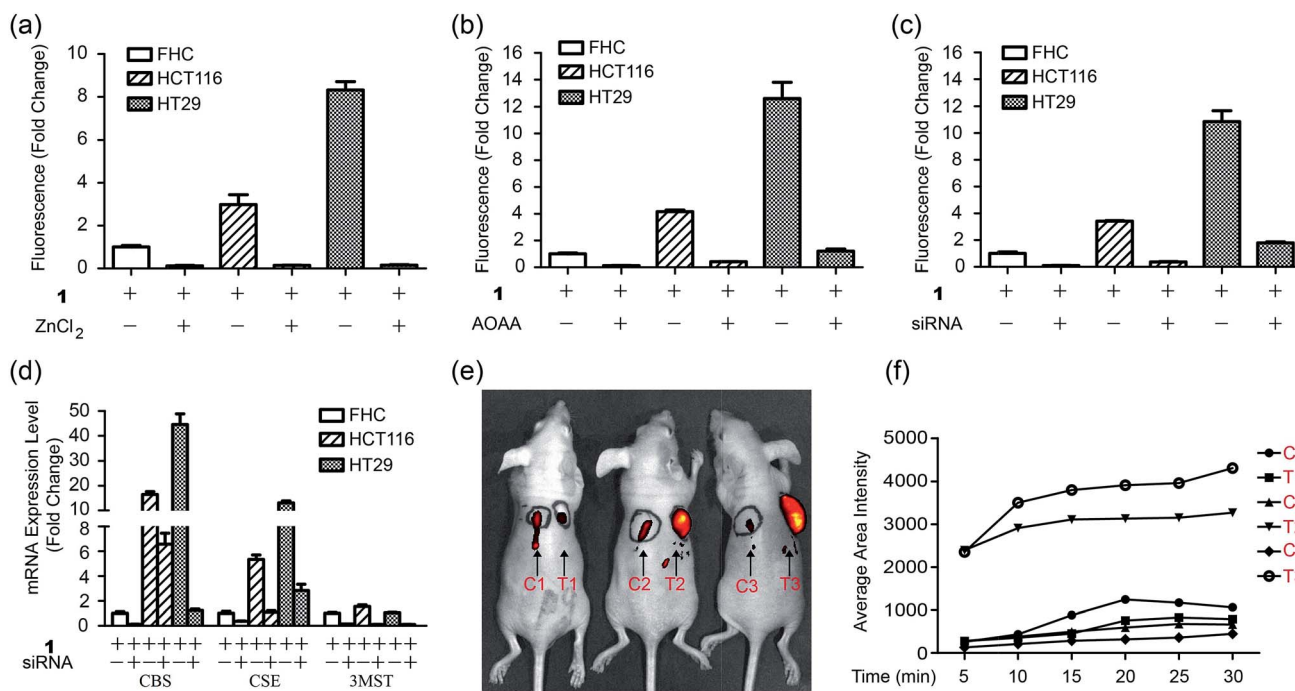 (a)
FHC
HCT116
HT29
Fluorescence (Fold Change)
10
8
6
4
2
0
1 + + + + + +
ZnCl2 − + − + − +
(b)
FHC
HCT116
HT29
Fluorescence (Fold Change)
16
14
12
10
8
6
4
2
0
1 + + + + + +
AOAA − + − + − +
(c)
FHC
HCT116
HT29
Fluorescence (Fold Change)
16
14
12
10
8
6
4
2
0
1 + + + + + +
siRNA − + − + − +
(d)
FHC
HCT116
HT29
mRNA Expression Level
(Fold Change)
50
40
30
20
10
8
6
4
2
0
1 + + + + + + + + + + + + + + + + + +
siRNA − + − + − + − + − + − + − + − + − +
CBS CSE 3MST
(e)
C1 T1 C2 T2 C3 T3
(f)
Average Area Intensity
5000
4000
3000
2000
1000
0
C
T
C
T
C
T
Time (min) 5 10 15 20 25 30